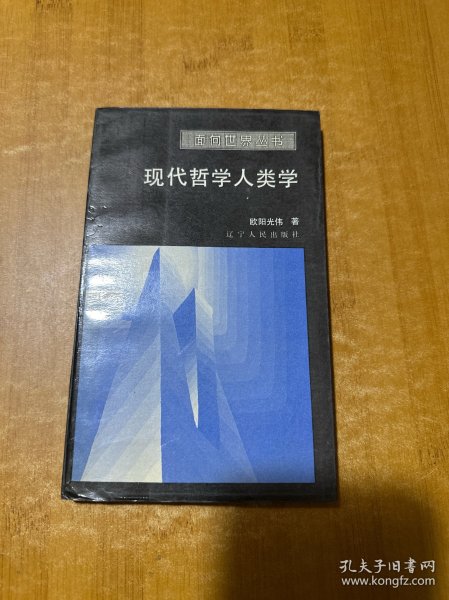 面向世界丛书
现代哲学人类学
欧阳光伟 著
辽宁人民出版社
孔夫子旧书网
www.kongfz.com